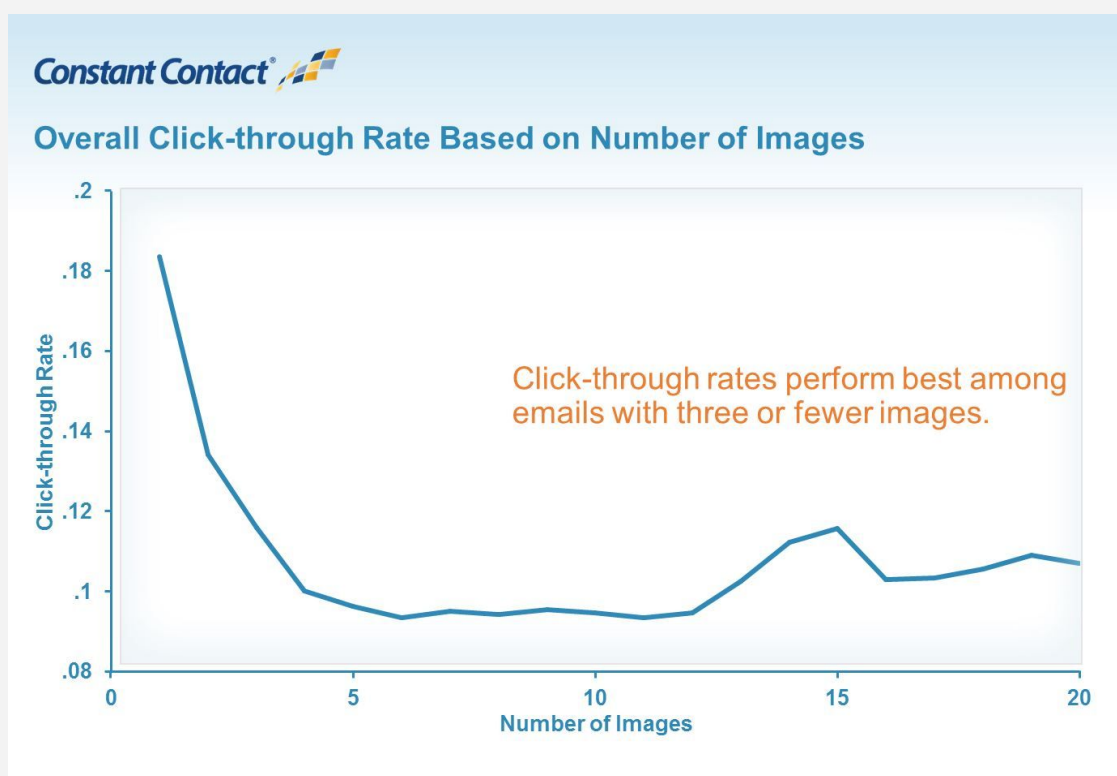 Constant Contact®
Overall Click-through Rate Based on Number of Images
.2
.18
.16
.14
.12
.1
.08
Click-through Rate
Click-through rates perform best among
emails with three or fewer images.
0 5 10 15 20
Number of Images